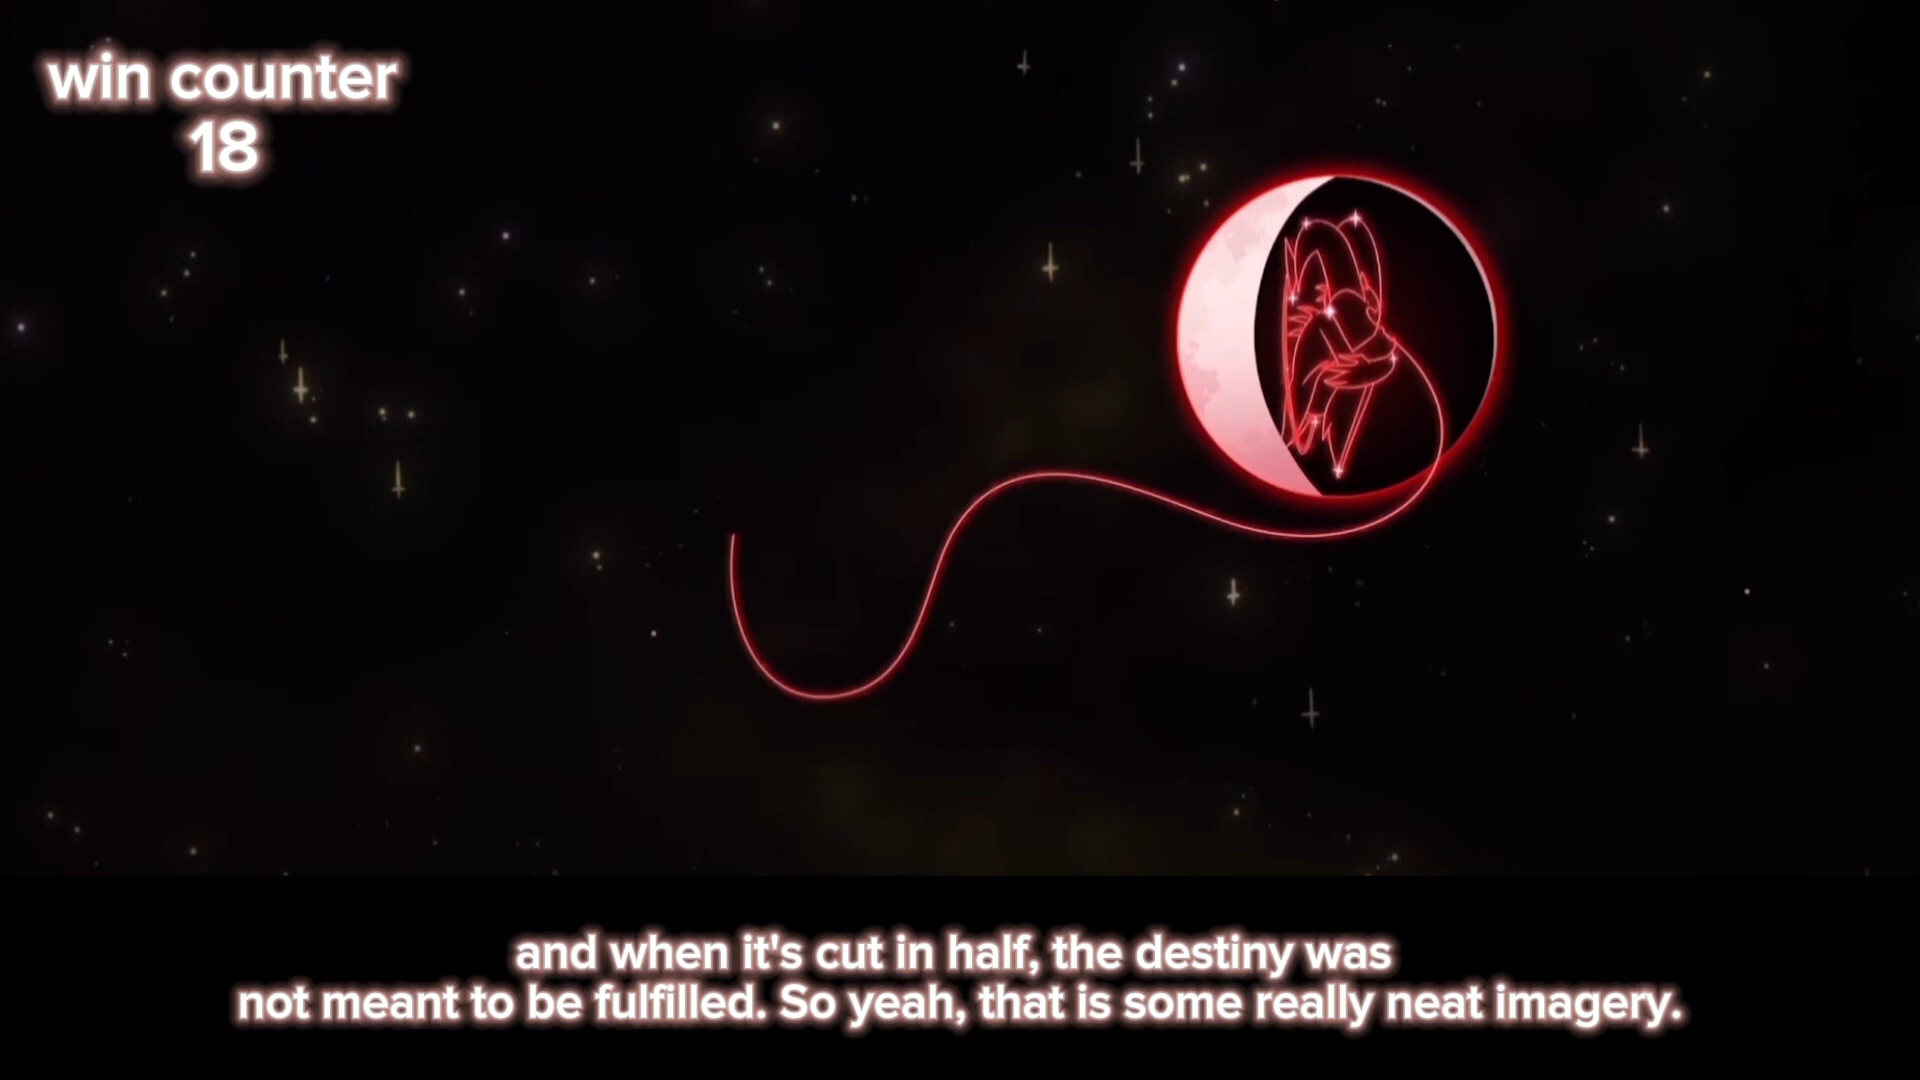 win counter
18
and when it's cut in half, the destiny was
not meant to be fulfilled. So yeah, that is some really neat imagery.